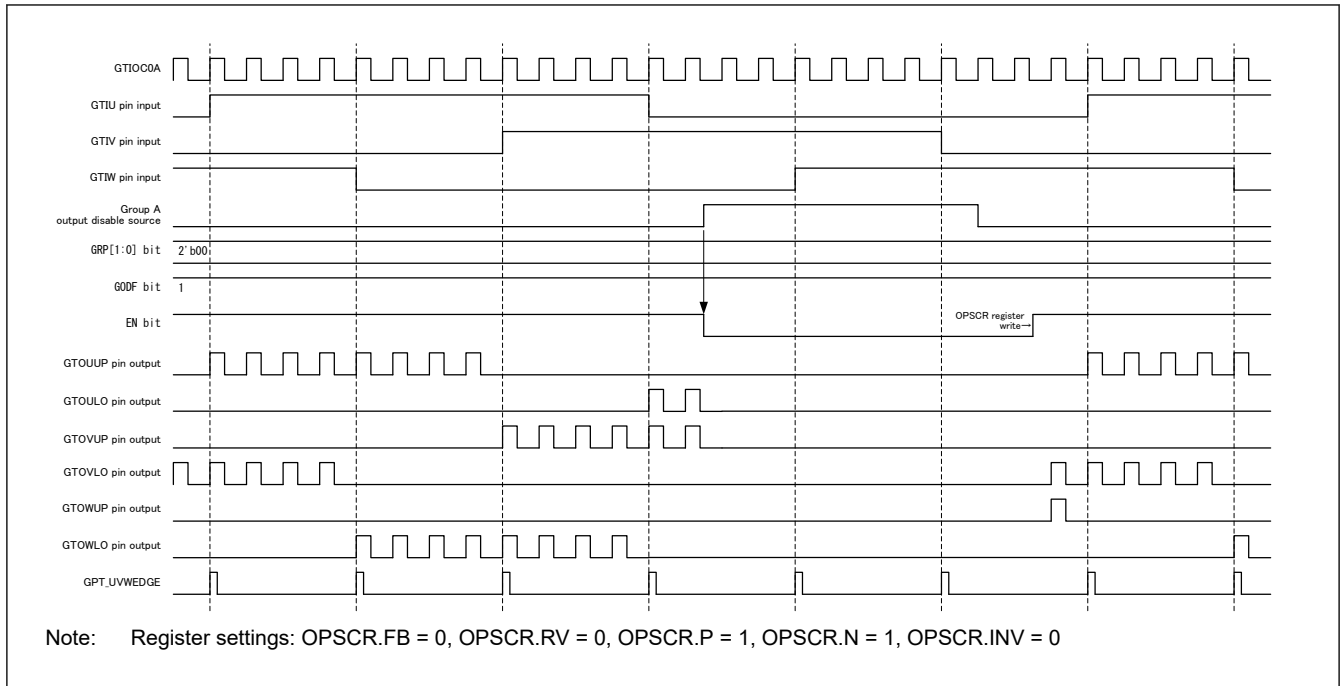 GTIOC0A
GTIU pin input
GTIV pin input
GTIW pin input
Group A
output disable source
GRP[1:0] bit 2'b00
GODF bit 1
EN bit
OPSCR register
write→
GTOUUP pin output
GTOULO pin output
GTOVUP pin output
GTOVLO pin output
GTOWUP pin output
GTOWLO pin output
GPT_UVWEDGE
Note: Register settings: OPSCR.FB = 0, OPSCR.RV = 0, OPSCR.P = 1, OPSCR.N = 1, OPSCR.INV = 0